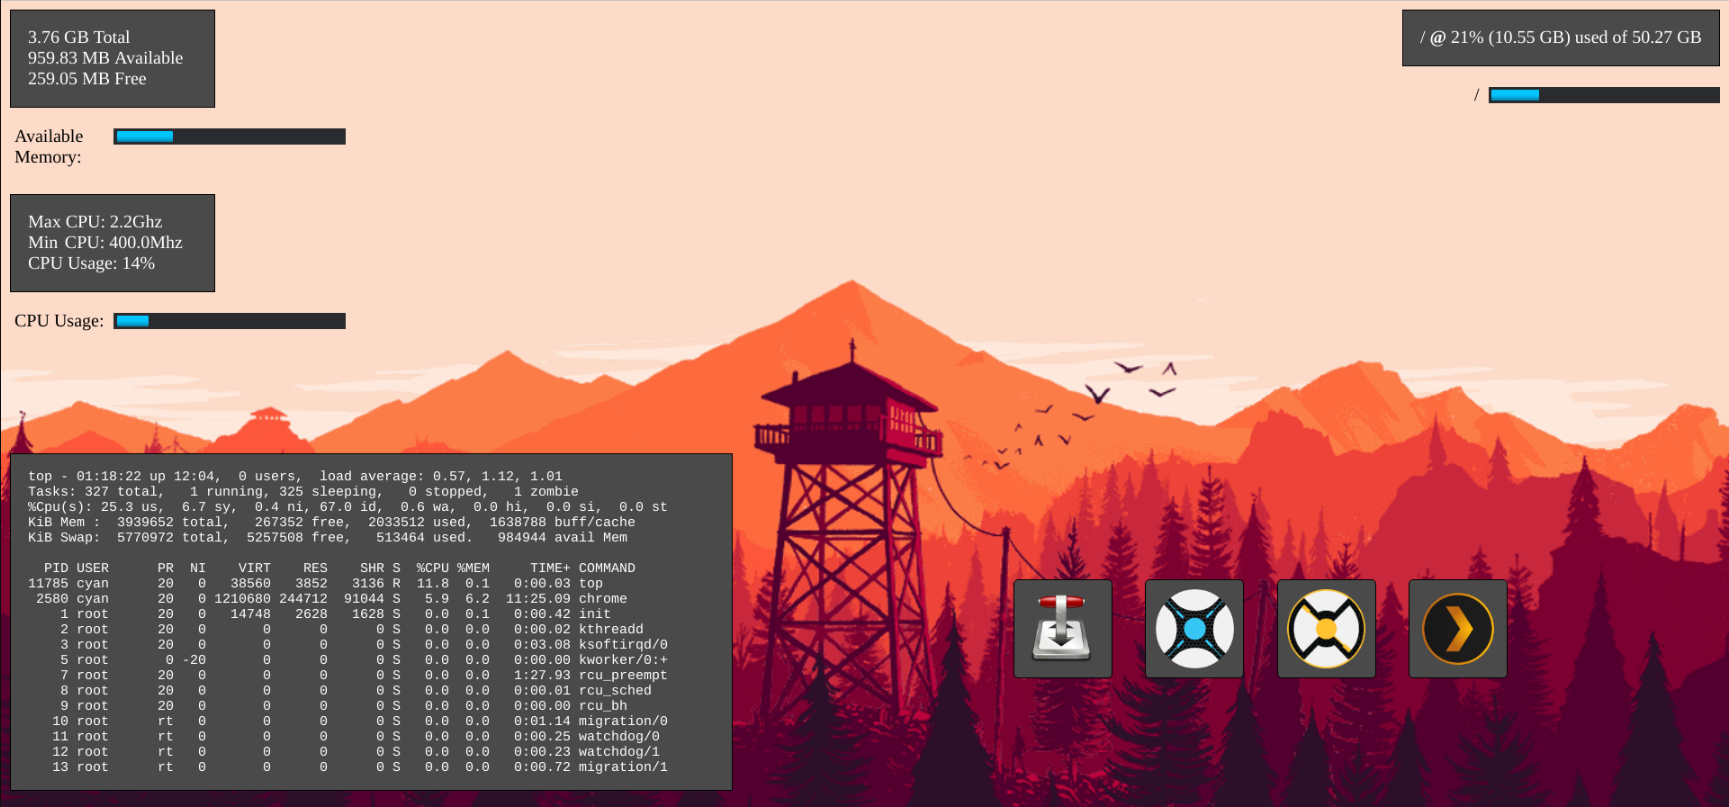 3.76 GB Total
959.83 MB Available
259.05 MB Free
/ @ 21% (10.55 GB) used of 50.27 GB
/
Available
Memory:
Max CPU: 2.2Ghz
Min CPU: 400.0Mhz
CPU Usage: 14%
CPU Usage:
top - 01:18:22 up 12:04,  0 users,  load average: 0.57, 1.12, 1.01
Tasks: 327 total,   1 running, 325 sleeping,   0 stopped,   1 zombie
%Cpu(s): 25.3 us,  6.7 sy,  0.4 ni, 67.0 id,  0.6 wa,  0.0 hi,  0.0 si,  0.0 st
KiB Mem :  3939652 total,   267352 free,  2033512 used,  1638788 buff/cache
KiB Swap:  5770972 total,  5257508 free,   513464 used.   984944 avail Mem
  PID USER      PR  NI    VIRT    RES    SHR S  %CPU %MEM     TIME+ COMMAND
11785 cyan      20   0   38560   3852   3136 R  11.8  0.1   0:00.03 top
 2580 cyan      20   0 1210680 244712  91044 S   5.9  6.2  11:25.09 chrome
    1 root      20   0   14748   2628   1628 S   0.0  0.1   0:00.42 init
    2 root      20   0       0      0      0 S   0.0  0.0   0:00.02 kthreadd
    3 root      20   0       0      0      0 S   0.0  0.0   0:03.08 ksoftirqd/0
    5 root       0 -20       0      0      0 S   0.0  0.0   0:00.00 kworker/0:+
    7 root      20   0       0      0      0 S   0.0  0.0   1:27.93 rcu_preempt
    8 root      20   0       0      0      0 S   0.0  0.0   0:00.01 rcu_sched
    9 root      20   0       0      0      0 S   0.0  0.0   0:00.00 rcu_bh
   10 root      rt   0       0      0      0 S   0.0  0.0   0:01.14 migration/0
   11 root      rt   0       0      0      0 S   0.0  0.0   0:00.25 watchdog/0
   12 root      rt   0       0      0      0 S   0.0  0.0   0:00.23 watchdog/1
   13 root      rt   0       0      0      0 S   0.0  0.0   0:00.72 migration/1